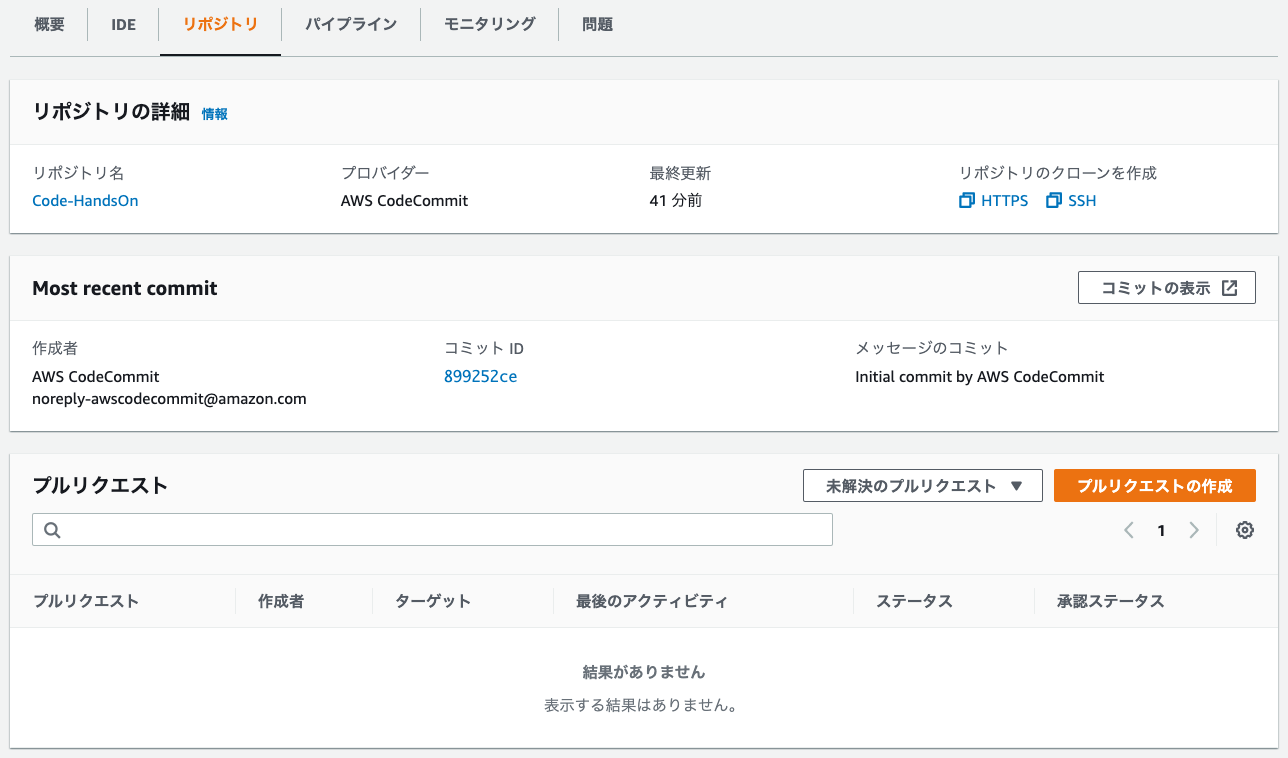 概要 IDE リポジトリ パイプライン モニタリング 問題
リポジトリの詳細 情報
リポジトリ名 プロバイダー 最終更新 リポジトリのクローンを作成
Code-HandsOn AWS CodeCommit 41 分前 HTTPS SSH
Most recent commit コミットの表示
作成者 コミット ID メッセージのコミット
AWS CodeCommit 899252ce Initial commit by AWS CodeCommit
noreply-awscodecommit@amazon.com
プルリクエスト 未解決のプルリクエスト プルリクエストの作成
1
プルリクエスト 作成者 ターゲット 最後のアクティビティ ステータス 承認ステータス
結果がありません
表示する結果はありません。